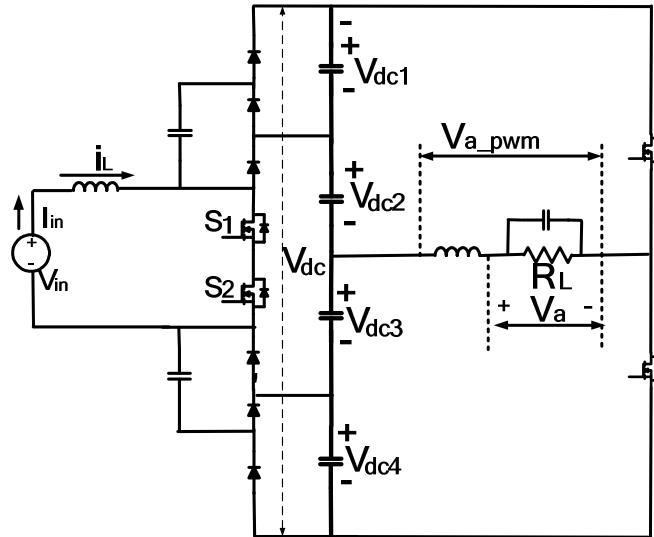 -
+
Vdc1
-
Va_pwm
iL
+
Vdc2
-
S1
Iin
+
-
Vin
Vdc
S2
RL
+ Va -
+
Vdc3
-
+
Vdc4
-